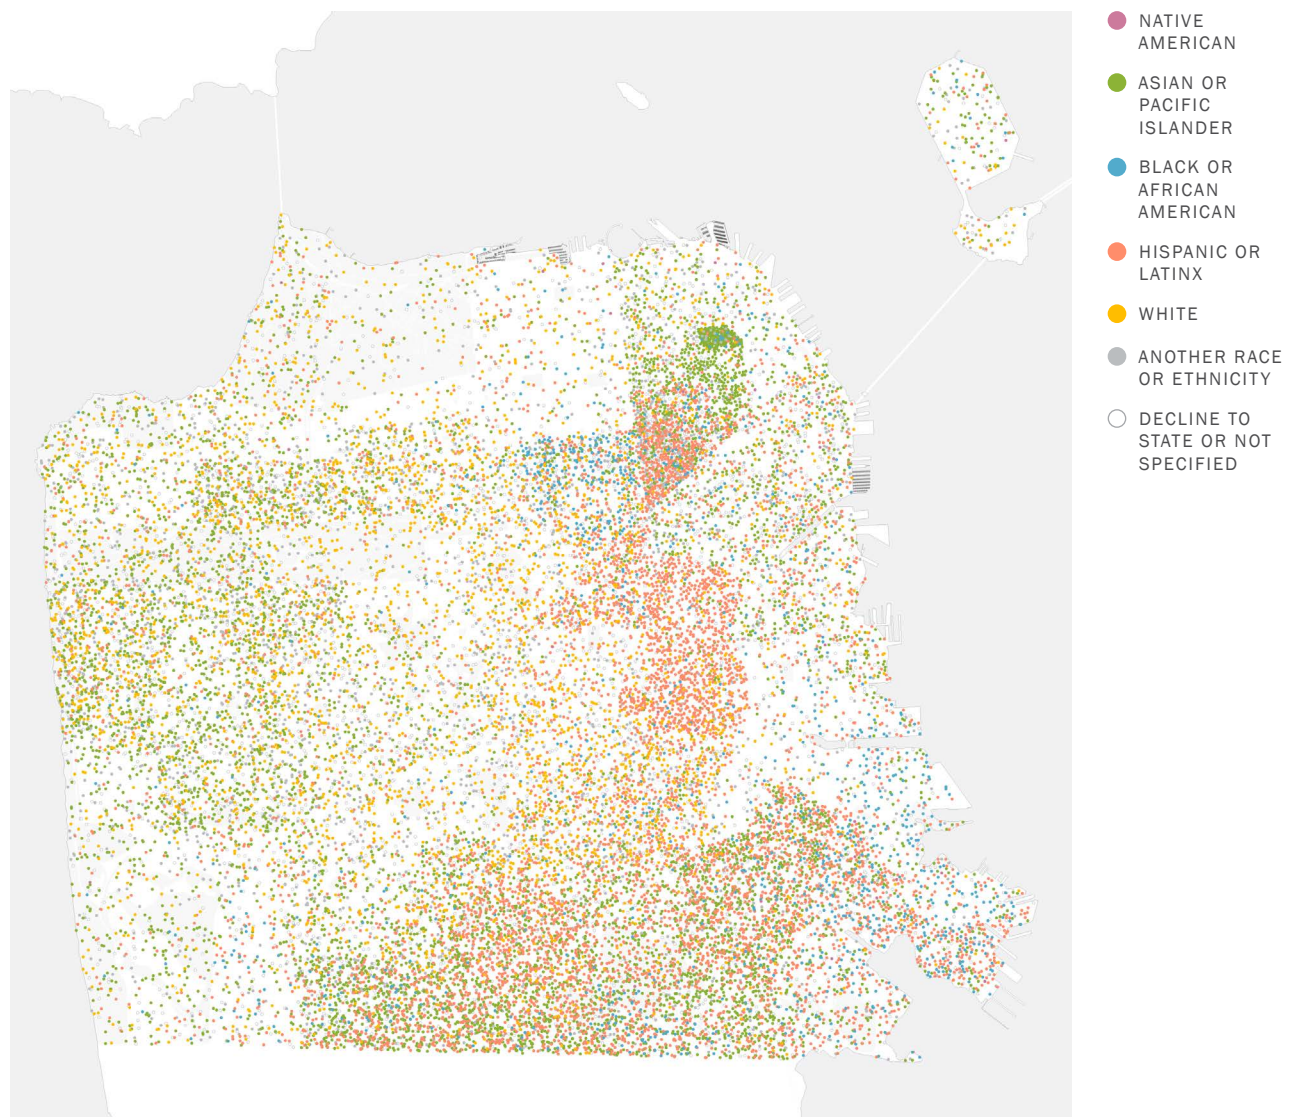 NATIVE
AMERICAN
ASIAN OR
PACIFIC
ISLANDER
BLACK OR
AFRICAN
AMERICAN
HISPANIC OR
LATINX
WHITE
ANOTHER RACE
OR ETHNICITY
DECLINE TO
STATE OR NOT
SPECIFIED